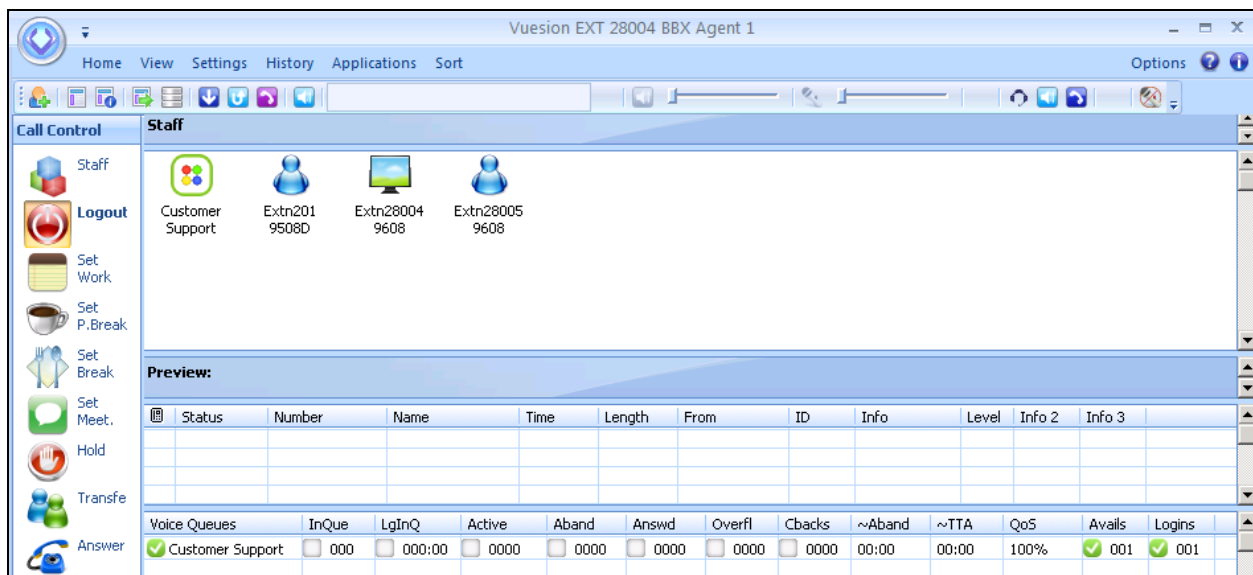 Vuesion EXT 28004 BBX Agent 1
Home View Settings History Applications Sort Options
Call Control
Staff
Logout
Set
Work
Set
P.Break
Set
Break
Set
Meet.
Hold
Transfe
Answer
Staff
Customer
Support
Extn201
9508D
Extn28004
9608
Extn28005
9608
Preview:
Status Number Name Time Length From ID Info Level Info 2 Info 3
Voice Queues InQue LgInQ Active Aband Answd Overfl Cbacks ~Aband ~TTA QoS Avails Logins
Customer Support 000 000:00 0000 0000 0000 0000 0000 00:00 00:00 100% 001 001